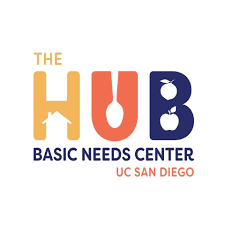 THE
HUB
BASIC NEEDS CENTER
UC SAN DIEGO